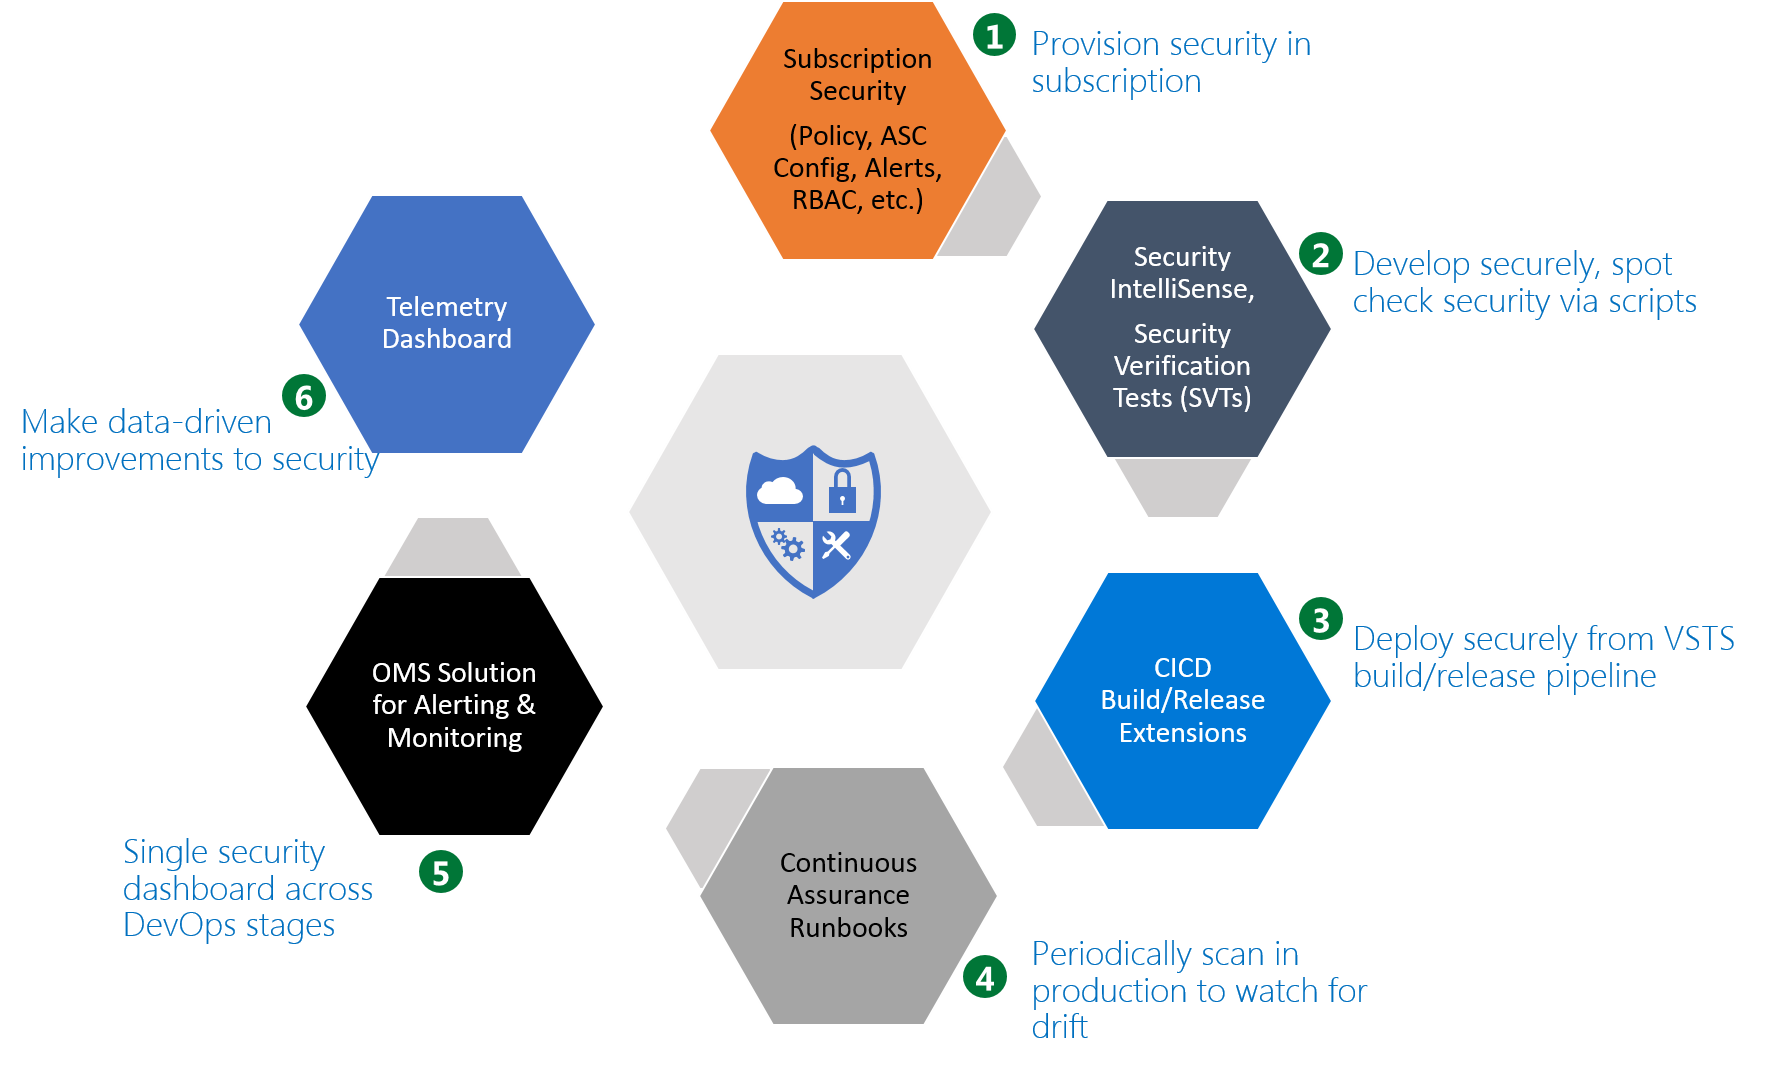 Subscription
Security
(Policy, ASC
Config, Alerts,
RBAC, etc.)
1
Provision security in
subscription
Security
IntelliSense,
Security
Verification
Tests (SVTs)
2
Develop securely, spot
check security via scripts
CICD
Build/Release
Extensions
3
Deploy securely from VSTS
build/release pipeline
Continuous
Assurance
Runbooks
4
Periodically scan in
production to watch for
drift
OMS Solution
for Alerting &
Monitoring
5
Single security
dashboard across
DevOps stages
Telemetry
Dashboard
6
Make data-driven
improvements to security